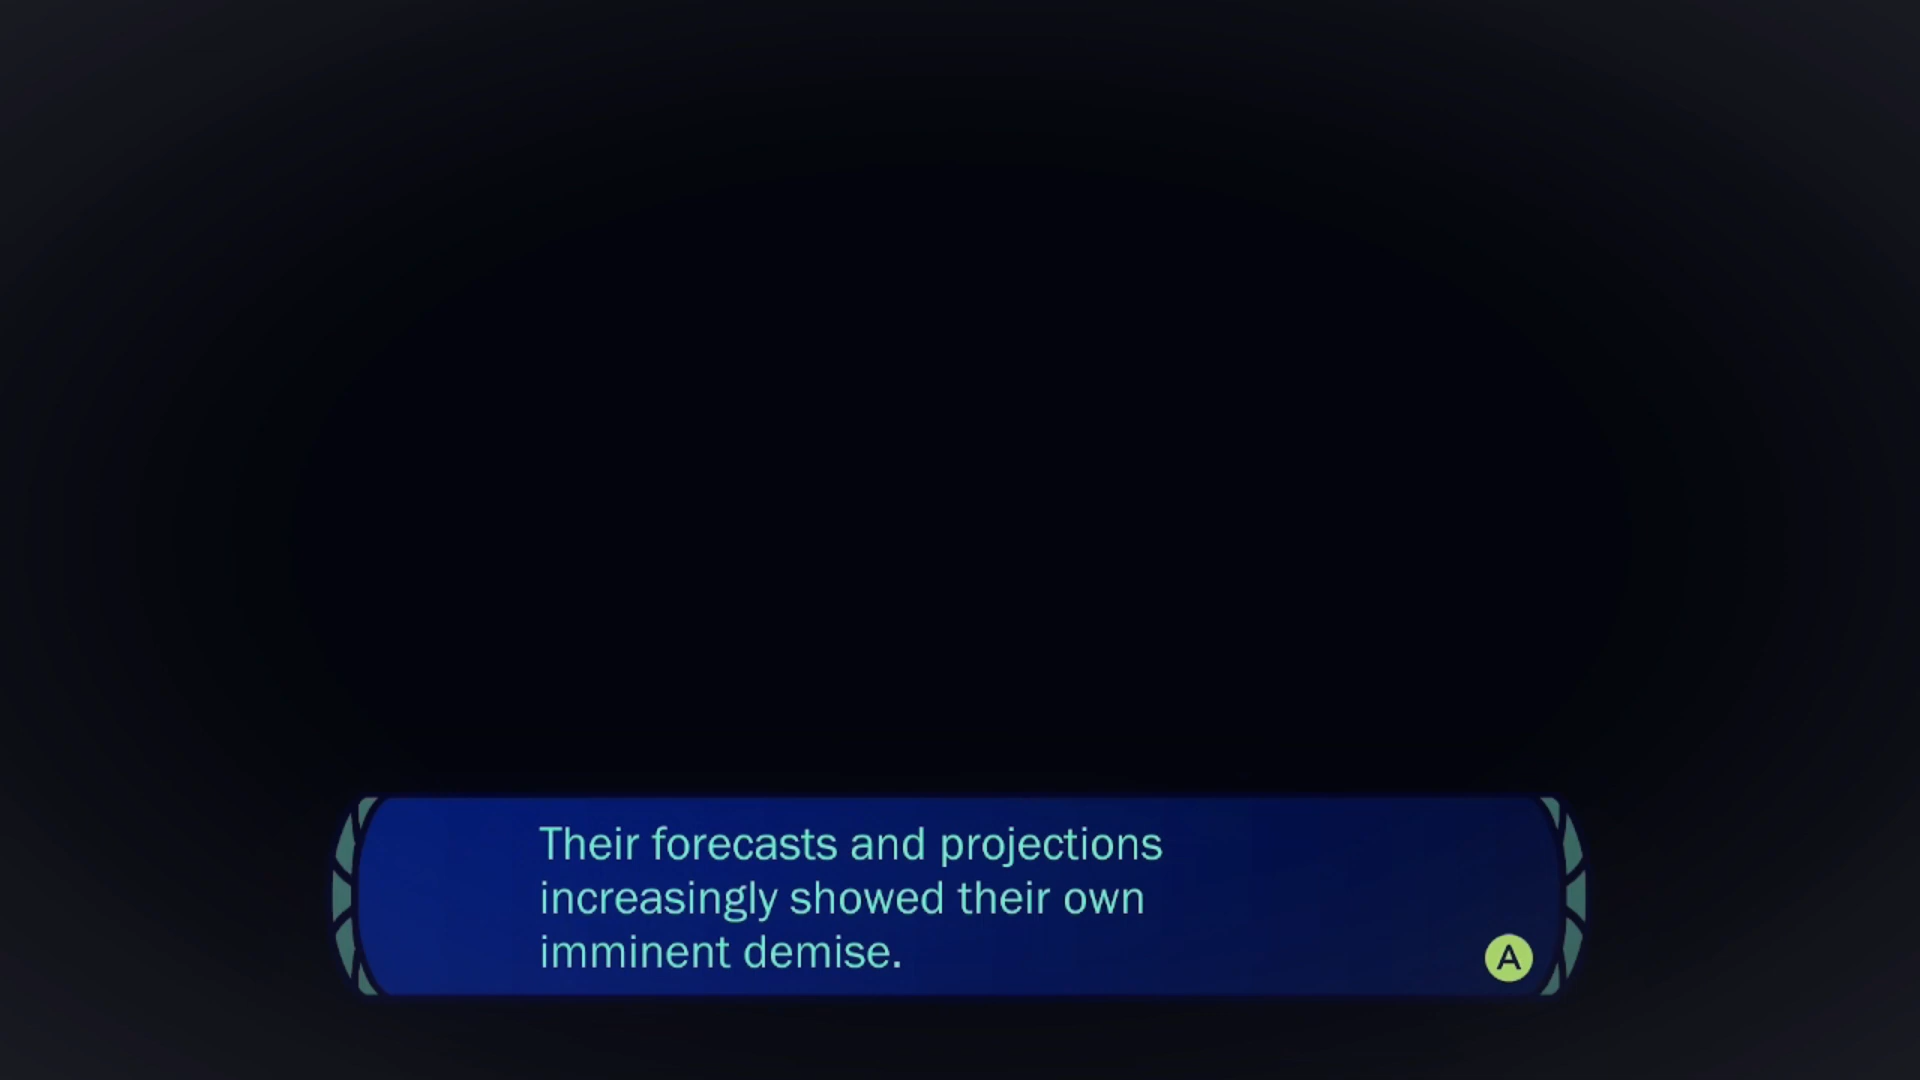 Their forecasts and projections
increasingly showed their own
imminent demise.
A